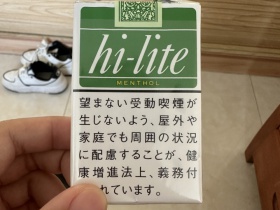 hi-lite
MENTHOL
望まない受動喫煙が
生じないよう、屋外や
家庭でも周囲の状況
に配慮することが、健
康増進法上、義務付
れています。